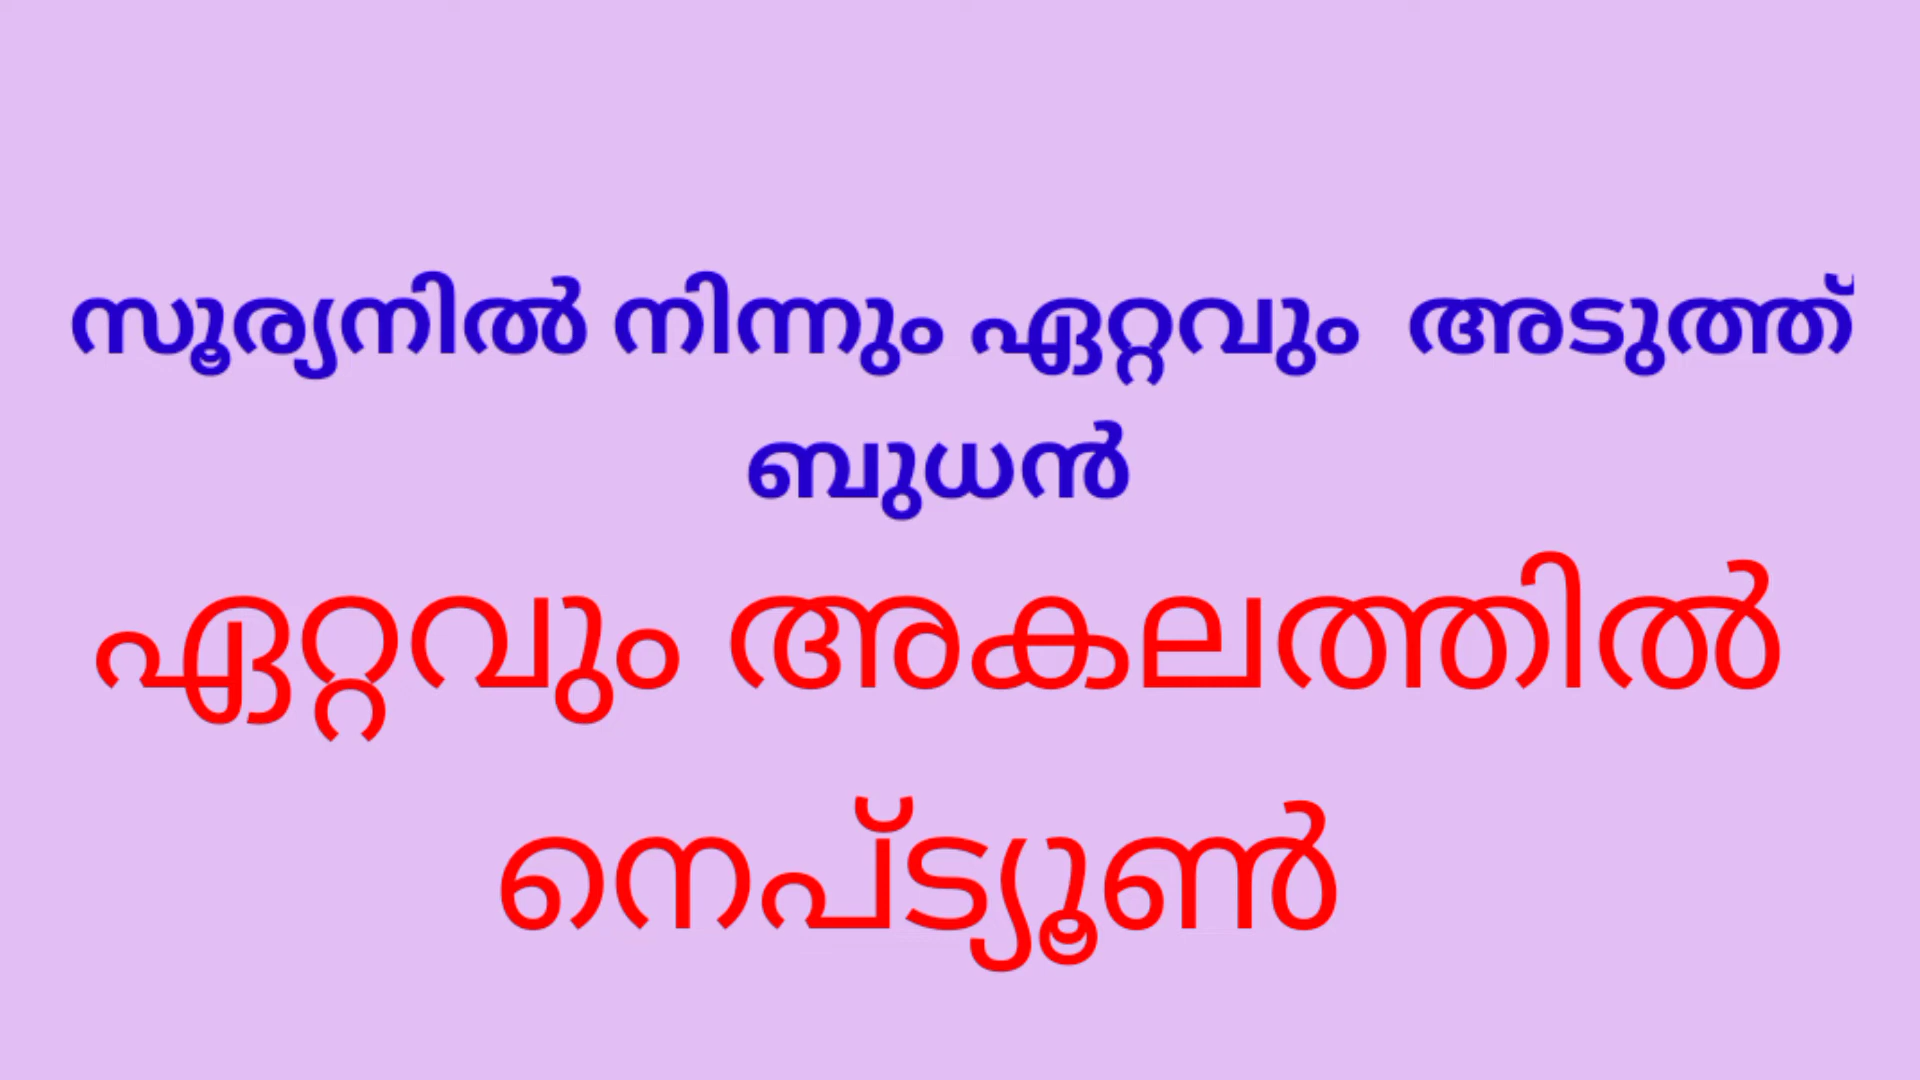 സൂര്യനിൽ നിന്നും ഏറ്റവും അടുത്ത്
ബുധൻ
ഏറ്റവും അകലത്തിൽ
നെപ്ട്യൂൺ